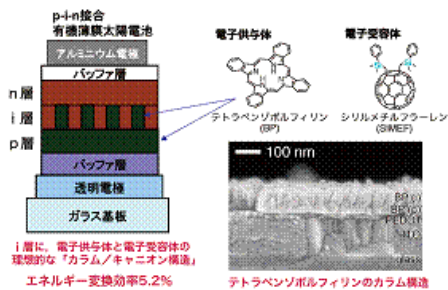 p-i-n接合
有機薄膜太陽電池
アルミニウム電極
バッファ層
n層
i層
p層
バッファ層
透明電極
ガラス基板
i層に、電子供与体と電子受容体の
理想的な「カラム/キャニオン構造」
エネルギー変換効率5.2%
電子供与体
テトラベンゾポルフィリン
(BP)
電子受容体
シリルメチルフラーレン
(SIMEF)
100 nm
BP(i)
BP(p)
ITO
glass
テトラベンゾポルフィリンのカラム構造